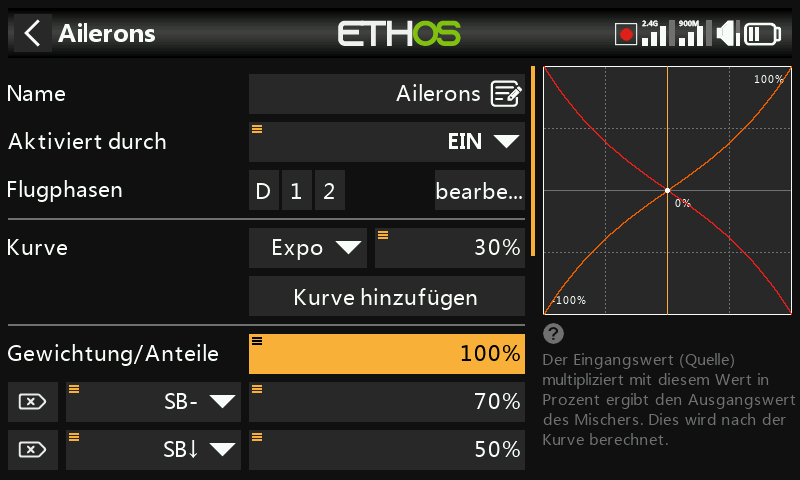 Ailerons
ETHOS
2.4G
900M
Name
Ailerons
Aktiviert durch
EIN
Flugphasen
D 1 2
bearbe...
Kurve
Expo
30%
Kurve hinzufügen
Gewichtung/Anteile
100%
SB-
70%
SB↓
50%
100%
0%
-100%
?
Der Eingangswert (Quelle)
multipliziert mit diesem Wert in
Prozent ergibt den Ausgangswert
des Mischers. Dies wird nach der
Kurve berechnet.